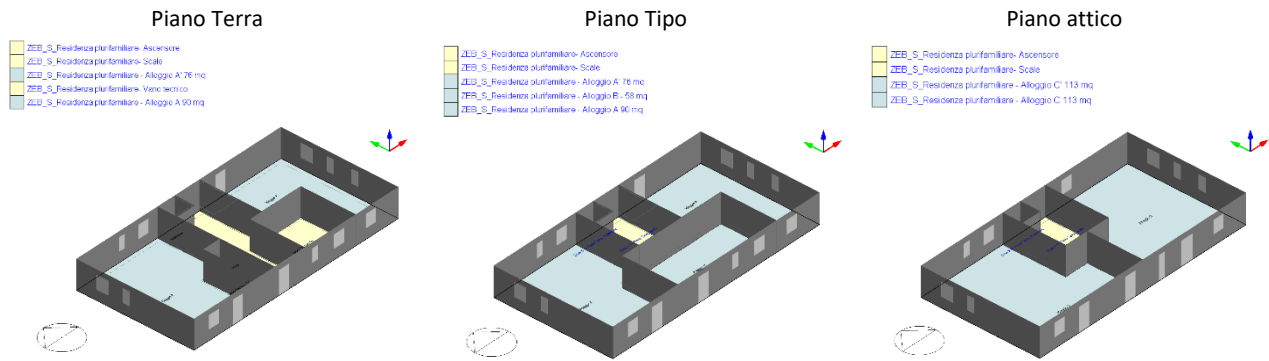 Piano Terra
ZEB_S_Residenza plurifamiliare- Ascensore
ZEB_S_Residenza plurifamiliare- Scale
ZEB_S_Residenza plurifamiliare - Alloggio A' 76 mq
ZEB_S_Residenza plurifamiliare- Vano tecnico
ZEB_S_Residenza plurifamiliare - Alloggio A 90 mq
Piano Tipo
ZEB_S_Residenza plurifamiliare- Ascensore
ZEB_S_Residenza plurifamiliare- Scale
ZEB_S_Residenza plurifamiliare - Alloggio A' 76 mq
ZEB_S_Residenza plurifamiliare - Alloggio B - 58 mq
ZEB_S_Residenza plurifamiliare - Alloggio A 90 mq
Piano attico
ZEB_S_Residenza plurifamiliare - Ascensore
ZEB_S_Residenza plurifamiliare - Scale
ZEB_S_Residenza plurifamiliare - Alloggio C' 113 mq
ZEB_S_Residenza plurifamiliare - Alloggio C 113 mq